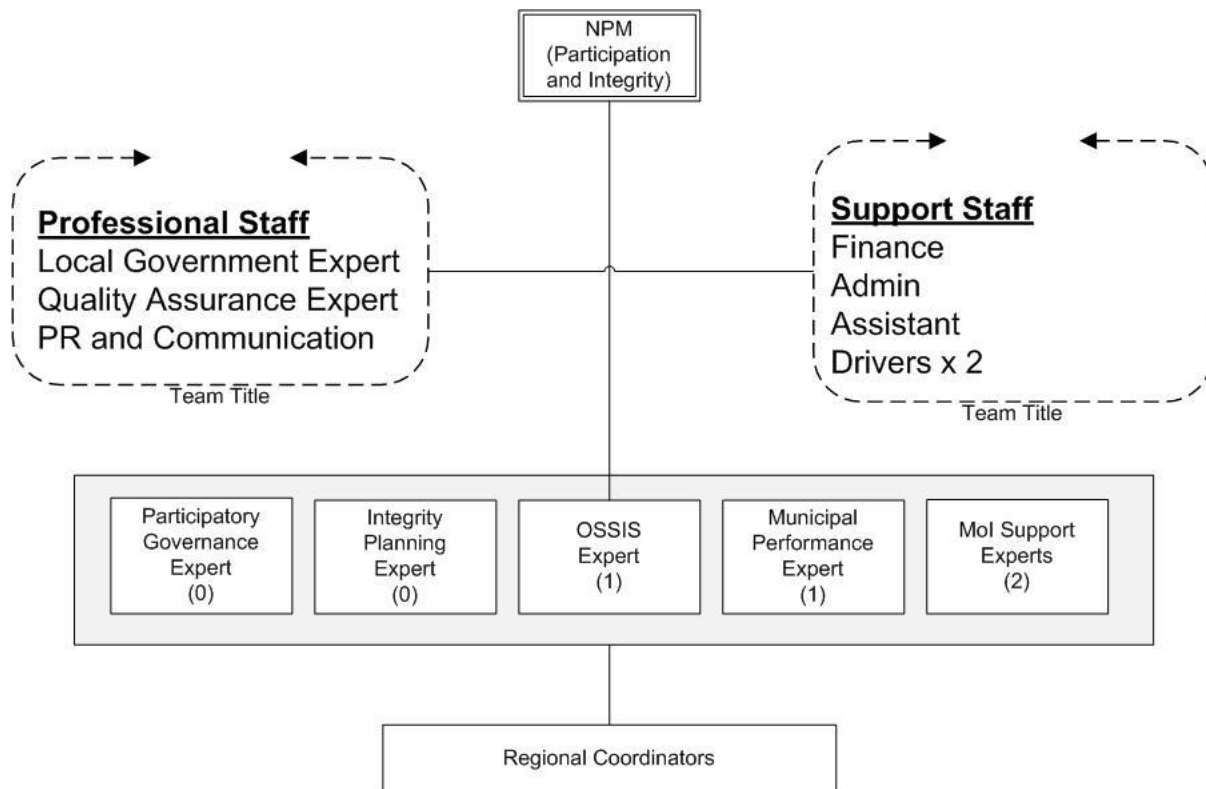 NPM
(Participation
and Integrity)
Professional Staff
Local Government Expert
Quality Assurance Expert
PR and Communication
Team Title
Support Staff
Finance
Admin
Assistant
Drivers x 2
Team Title
Participatory
Governance
Expert
(0)
Integrity
Planning
Expert
(0)
OSSIS
Expert
(1)
Municipal
Performance
Expert
(1)
MoI Support
Experts
(2)
Regional Coordinators